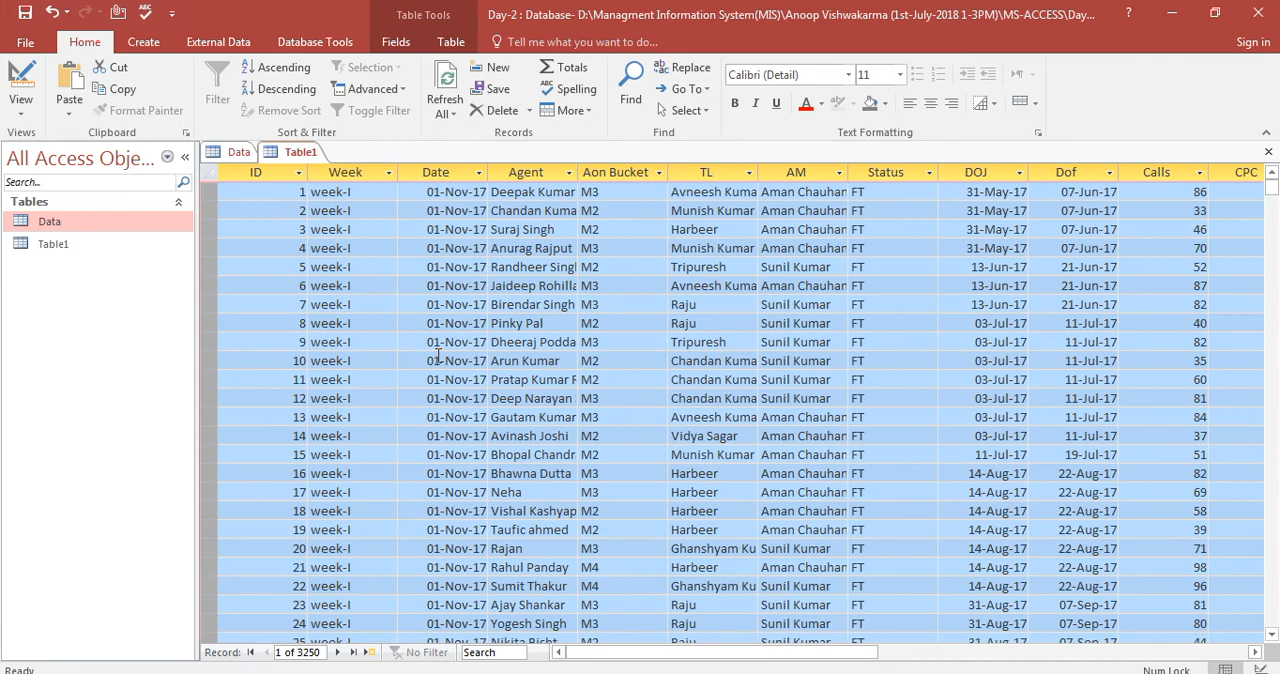 Table Tools
Day-2 : Database- D:\Managment Information System(MIS)\Anoop Vishwakarma (1st-July-2018 1-3PM)\MS-ACCESS\Day...
File Home Create External Data Database Tools Fields Table Tell me what you want to do... Sign in
View Paste Cut Copy Format Painter
Filter Ascending Descending Remove Sort Selection Advanced Toggle Filter
Refresh All New Save Delete Totals Spelling More
Find Replace Go To Select
Calibri (Detail) 11
B I U A
Views Clipboard Sort & Filter Records Find Text Formatting
All Access Obje...
Search...
Tables
Data
Table1
Data Table1
ID Week Date Agent Aon Bucket TL AM Status DOJ Dof Calls CPC
1 week-I 01-Nov-17 Deepak Kumar M3 Avneesh Kuma Aman Chauhan FT 31-May-17 07-Jun-17 86
2 week-I 01-Nov-17 Chandan Kuma M2 Munish Kumar Aman Chauhan FT 31-May-17 07-Jun-17 33
3 week-I 01-Nov-17 Suraj Singh M2 Harbeer Aman Chauhan FT 31-May-17 07-Jun-17 46
4 week-I 01-Nov-17 Anurag Rajput M3 Munish Kumar Aman Chauhan FT 31-May-17 07-Jun-17 70
5 week-I 01-Nov-17 Randheer Singl M2 Tripuresh Sunil Kumar FT 13-Jun-17 21-Jun-17 52
6 week-I 01-Nov-17 Jaideep Rohilla M3 Avneesh Kuma Sunil Kumar FT 13-Jun-17 21-Jun-17 87
7 week-I 01-Nov-17 Birendar Singh M3 Raju Sunil Kumar FT 13-Jun-17 21-Jun-17 82
8 week-I 01-Nov-17 Pinky Pal M2 Raju Sunil Kumar FT 03-Jul-17 11-Jul-17 40
9 week-I 01-Nov-17 Dheeraj Podda M3 Tripuresh Sunil Kumar FT 03-Jul-17 11-Jul-17 82
10 week-I 01-Nov-17 Arun Kumar M2 Chandan Kuma Sunil Kumar FT 03-Jul-17 11-Jul-17 35
11 week-I 01-Nov-17 Pratap Kumar M2 Chandan Kuma Sunil Kumar FT 03-Jul-17 11-Jul-17 60
12 week-I 01-Nov-17 Deep Narayan M3 Chandan Kuma Sunil Kumar FT 03-Jul-17 11-Jul-17 81
13 week-I 01-Nov-17 Gautam Kumar M3 Avneesh Kuma Aman Chauhan FT 03-Jul-17 11-Jul-17 84
14 week-I 01-Nov-17 Avinash Joshi M2 Vidya Sagar Aman Chauhan FT 03-Jul-17 11-Jul-17 37
15 week-I 01-Nov-17 Bhopal Chandr M2 Munish Kumar Aman Chauhan FT 11-Jul-17 19-Jul-17 51
16 week-I 01-Nov-17 Bhawna Dutta M3 Harbeer Aman Chauhan FT 14-Aug-17 22-Aug-17 82
17 week-I 01-Nov-17 Neha M3 Harbeer Aman Chauhan FT 14-Aug-17 22-Aug-17 69
18 week-I 01-Nov-17 Vishal Kashyap M2 Harbeer Aman Chauhan FT 14-Aug-17 22-Aug-17 58
19 week-I 01-Nov-17 Taufic ahmed M2 Harbeer Aman Chauhan FT 14-Aug-17 22-Aug-17 39
20 week-I 01-Nov-17 Rajan M3 Ghanshyam Ku Sunil Kumar FT 14-Aug-17 22-Aug-17 71
21 week-I 01-Nov-17 Rahul Panday M4 Harbeer Aman Chauhan FT 14-Aug-17 22-Aug-17 98
22 week-I 01-Nov-17 Sumit Thakur M4 Ghanshyam Ku Sunil Kumar FT 14-Aug-17 22-Aug-17 96
23 week-I 01-Nov-17 Ajay Shankar M3 Raju Sunil Kumar FT 31-Aug-17 07-Sep-17 81
24 week-I 01-Nov-17 Yogesh Singh M3 Raju Sunil Kumar FT 31-Aug-17 07-Sep-17 80
25 week-I 01-Nov-17 Nikita Bisht M2 Raju Sunil Kumar FT 31-Aug-17 07-Sep-17 44
Record: 1 of 3250 No Filter Search
Ready Num Lock